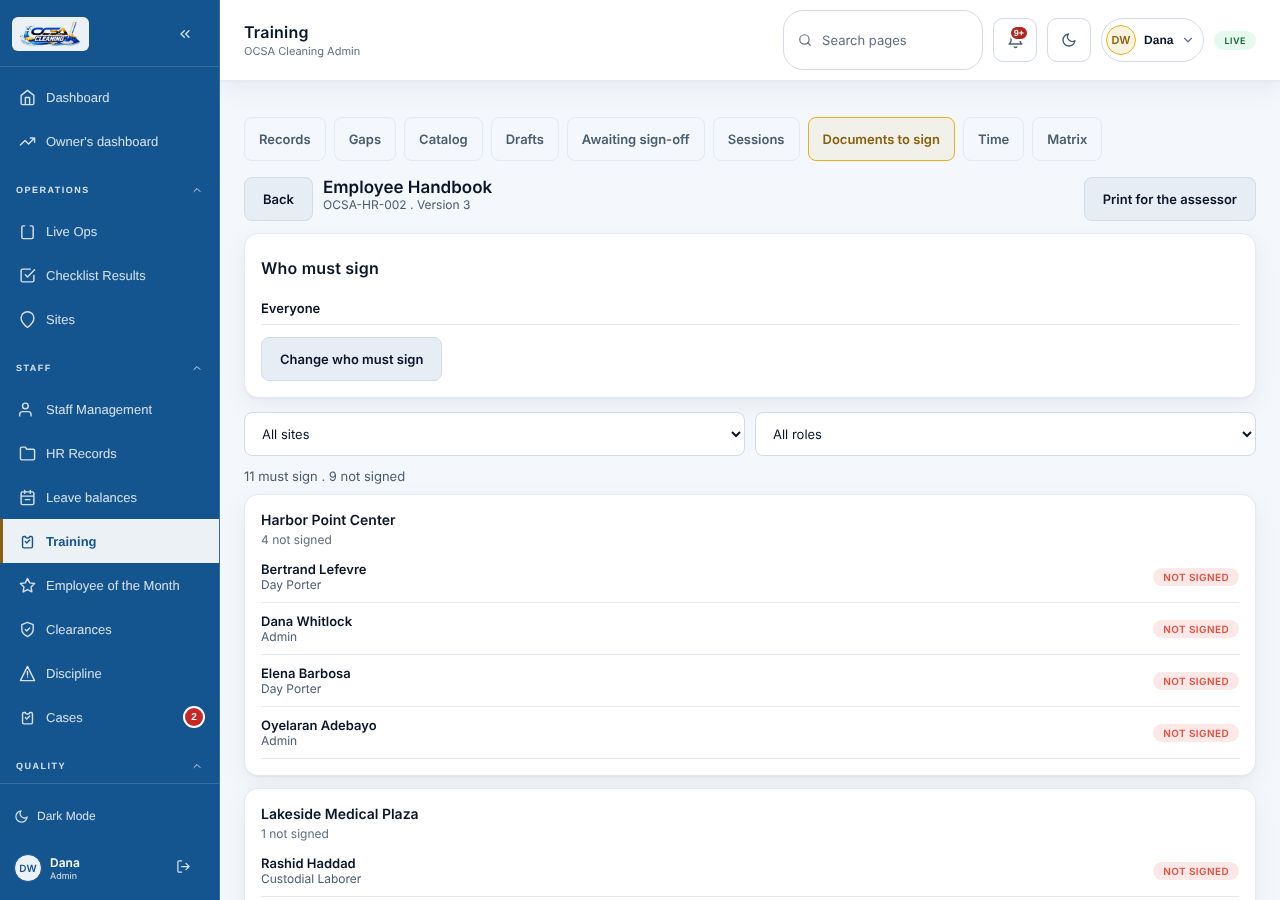 OCSA
CLEANING
Training
OCSA Cleaning Admin
Search pages
9+
DW
Dana
LIVE
Dashboard
Owner's dashboard
OPERATIONS
Live Ops
Checklist Results
Sites
STAFF
Staff Management
HR Records
Leave balances
Training
Employee of the Month
Clearances
Discipline
Cases
2
QUALITY
Dark Mode
DW
Dana
Admin
Records
Gaps
Catalog
Drafts
Awaiting sign-off
Sessions
Documents to sign
Time
Matrix
Back
Employee Handbook
OCSA-HR-002 . Version 3
Print for the assessor
Who must sign
Everyone
Change who must sign
All sites
All roles
11 must sign . 9 not signed
Harbor Point Center
4 not signed
Bertrand Lefevre
Day Porter
NOT SIGNED
Dana Whitlock
Admin
NOT SIGNED
Elena Barbosa
Day Porter
NOT SIGNED
Oyelaran Adebayo
Admin
NOT SIGNED
Lakeside Medical Plaza
1 not signed
Rashid Haddad
Custodial Laborer
NOT SIGNED